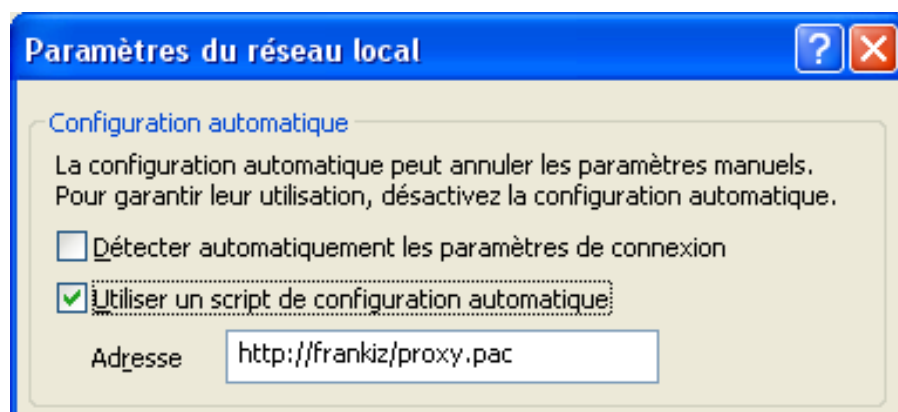 Paramètres du réseau local
?
Configuration automatique
La configuration automatique peut annuler les paramètres manuels.
Pour garantir leur utilisation, désactivez la configuration automatique.
Détecter automatiquement les paramètres de connexion
Utiliser un script de configuration automatique
Adresse http://frankiz/proxy.pac